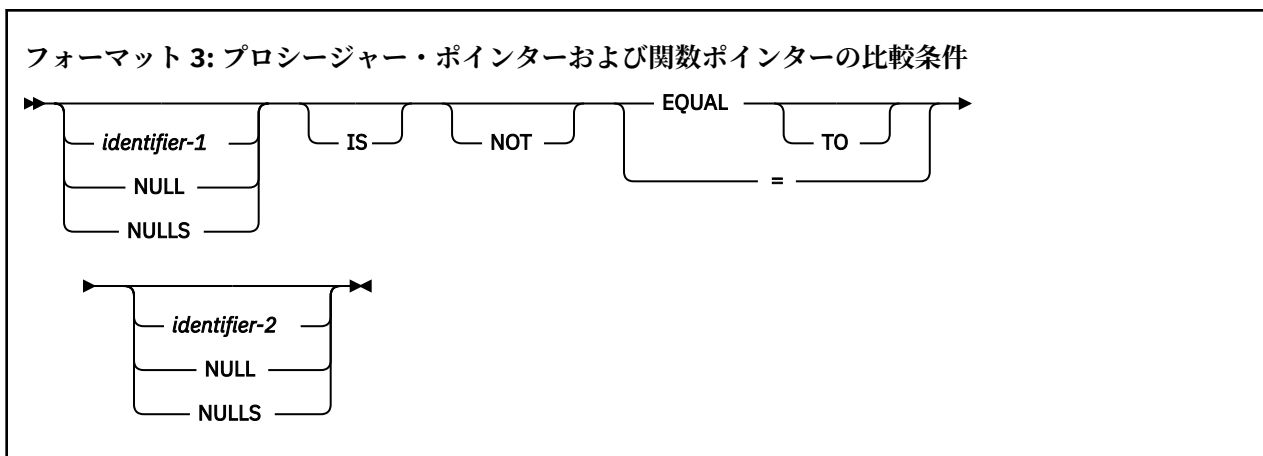 フォーマット 3: プロシージャー・ポインターおよび関数ポインターの比較条件
EQUAL
identifier-1 IS NOT TO
NULL =
NULLS
identifier-2
NULL
NULLS